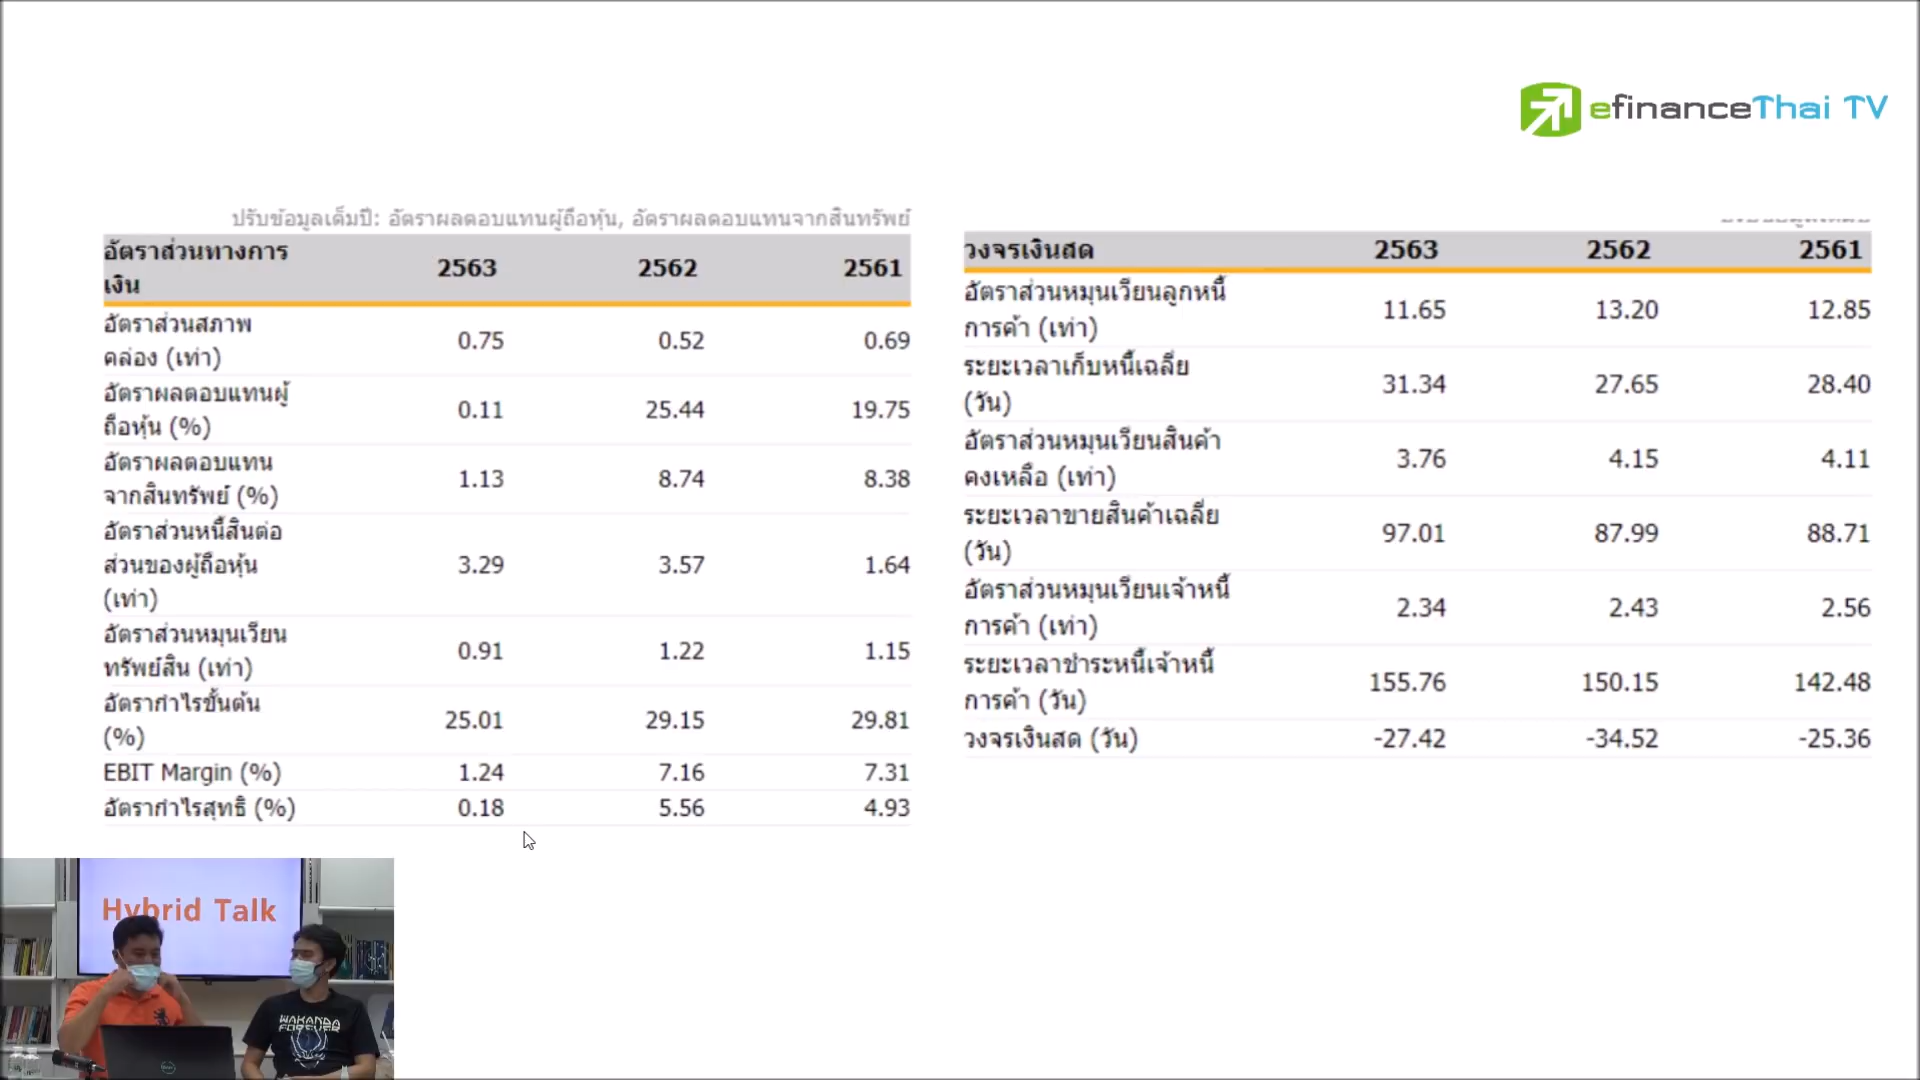 efinanceThai TV
ปรับข้อมูลเต็มปี: อัตราผลตอบแทนผู้ถือหุ้น, อัตราผลตอบแทนจากสินทรัพย์
อัตราส่วนทางการ
เงิน 2563 2562 2561
อัตราส่วนสภาพ
คล่อง (เท่า) 0.75 0.52 0.69
อัตราผลตอบแทนผู้
ถือหุ้น (%) 0.11 25.44 19.75
อัตราผลตอบแทน
จากสินทรัพย์ (%) 1.13 8.74 8.38
อัตราส่วนหนี้สินต่อ
ส่วนของผู้ถือหุ้น 3.29 3.57 1.64
(เท่า)
อัตราส่วนหมุนเวียน
ทรัพย์สิน (เท่า) 0.91 1.22 1.15
อัตรากำไรขั้นต้น
(%) 25.01 29.15 29.81
EBIT Margin (%) 1.24 7.16 7.31
อัตรากำไรสุทธิ (%) 0.18 5.56 4.93
วงจรเงินสด 2563 2562 2561
อัตราส่วนหมุนเวียนลูกหนี้
การค้า (เท่า) 11.65 13.20 12.85
ระยะเวลาเก็บหนี้เฉลี่ย
(วัน) 31.34 27.65 28.40
อัตราส่วนหมุนเวียนสินค้า
คงเหลือ (เท่า) 3.76 4.15 4.11
ระยะเวลาขายสินค้าเฉลี่ย
(วัน) 97.01 87.99 88.71
อัตราส่วนหมุนเวียนเจ้าหนี้
การค้า (เท่า) 2.34 2.43 2.56
ระยะเวลาชำระหนี้เจ้าหนี้
การค้า (วัน) 155.76 150.15 142.48
วงจรเงินสด (วัน) -27.42 -34.52 -25.36
Hybrid Talk
WAKANDA
FOREVER